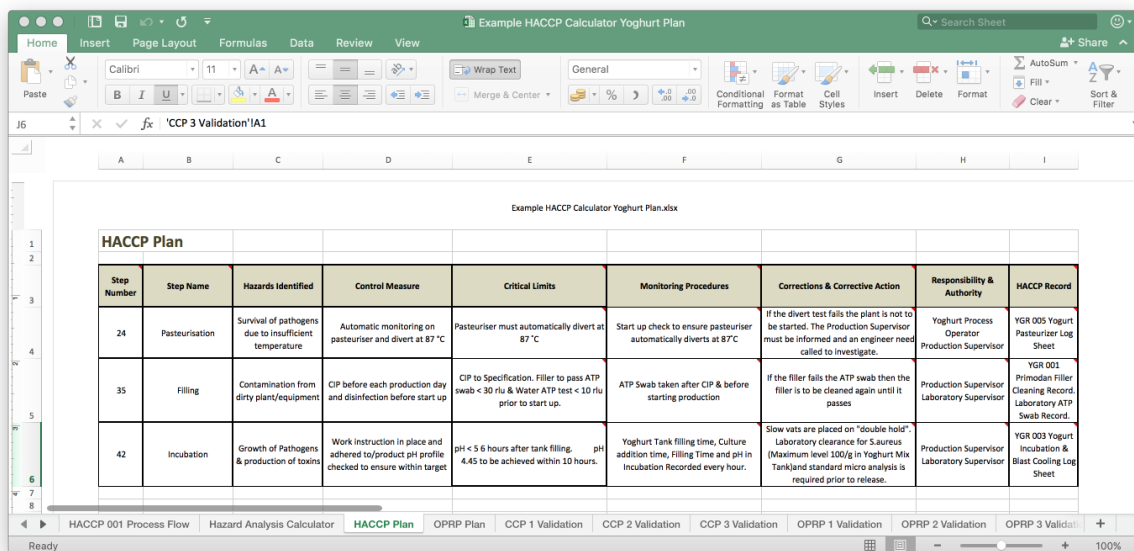 Example HACCP Calculator Yoghurt Plan
Search Sheet
Home Insert Page Layout Formulas Data Review View
Share
Paste
Calibri 11
B I U
Wrap Text
Merge & Center
General
%
Conditional Formatting
Format as Table
Cell Styles
Insert
Delete
Format
AutoSum
Fill
Clear
Sort & Filter
J6 fx 'CCP 3 Validation'!A1
A B C D E F G H I
Example HACCP Calculator Yoghurt Plan.xlsx
1 HACCP Plan
2
3
Step Number
Step Name
Hazards Identified
Control Measure
Critical Limits
Monitoring Procedures
Corrections & Corrective Action
Responsibility & Authority
HACCP Record
4
24
Pasteurisation
Survival of pathogens
due to insufficient
temperature
Automatic monitoring on
pasteuriser and divert at 87 °C
Pasteuriser must automatically divert at
87 °C
Start up check to ensure pasteuriser
automatically diverts at 87°C
If the divert test fails the plant is not to
be started. The Production Supervisor
must be informed and an engineer need
called to investigate.
Yoghurt Process
Operator
Production Supervisor
YGR 005 Yogurt
Pasteurizer Log
Sheet
5
35
Filling
Contamination from
dirty plant/equipment
CIP before each production day
and disinfection before start up
CIP to Specification. Filler to pass ATP
swab < 30 rlu & Water ATP test < 10 rlu
prior to start up.
ATP Swab taken after CIP & before
starting production
If the filler fails the ATP swab then the
filler is to be cleaned again until it
passes
Production Supervisor
Laboratory Supervisor
YGR 001
Primodan Filler
Cleaning Record.
Laboratory ATP
Swab Record.
6
42
Incubation
Growth of Pathogens
& production of toxins
Work instruction in place and
adhered to/product pH profile
checked to ensure within target
pH < 5 6 hours after tank filling. pH
4.45 to be achieved within 10 hours.
Yoghurt Tank filling time, Culture
addition time, Filling Time and pH in
Incubation Recorded every hour.
Slow vats are placed on "double hold".
Laboratory clearance for S.aureus
(Maximum level 100/g in Yoghurt Mix
Tank)and standard micro analysis is
required prior to release.
Production Supervisor
Laboratory Supervisor
YGR 003 Yogurt
Incubation &
Blast Cooling Log
Sheet
7
8
HACCP 001 Process Flow Hazard Analysis Calculator HACCP Plan OPRP Plan CCP 1 Validation CCP 2 Validation CCP 3 Validation OPRP 1 Validation OPRP 2 Validation OPRP 3 Validat
Ready
100%